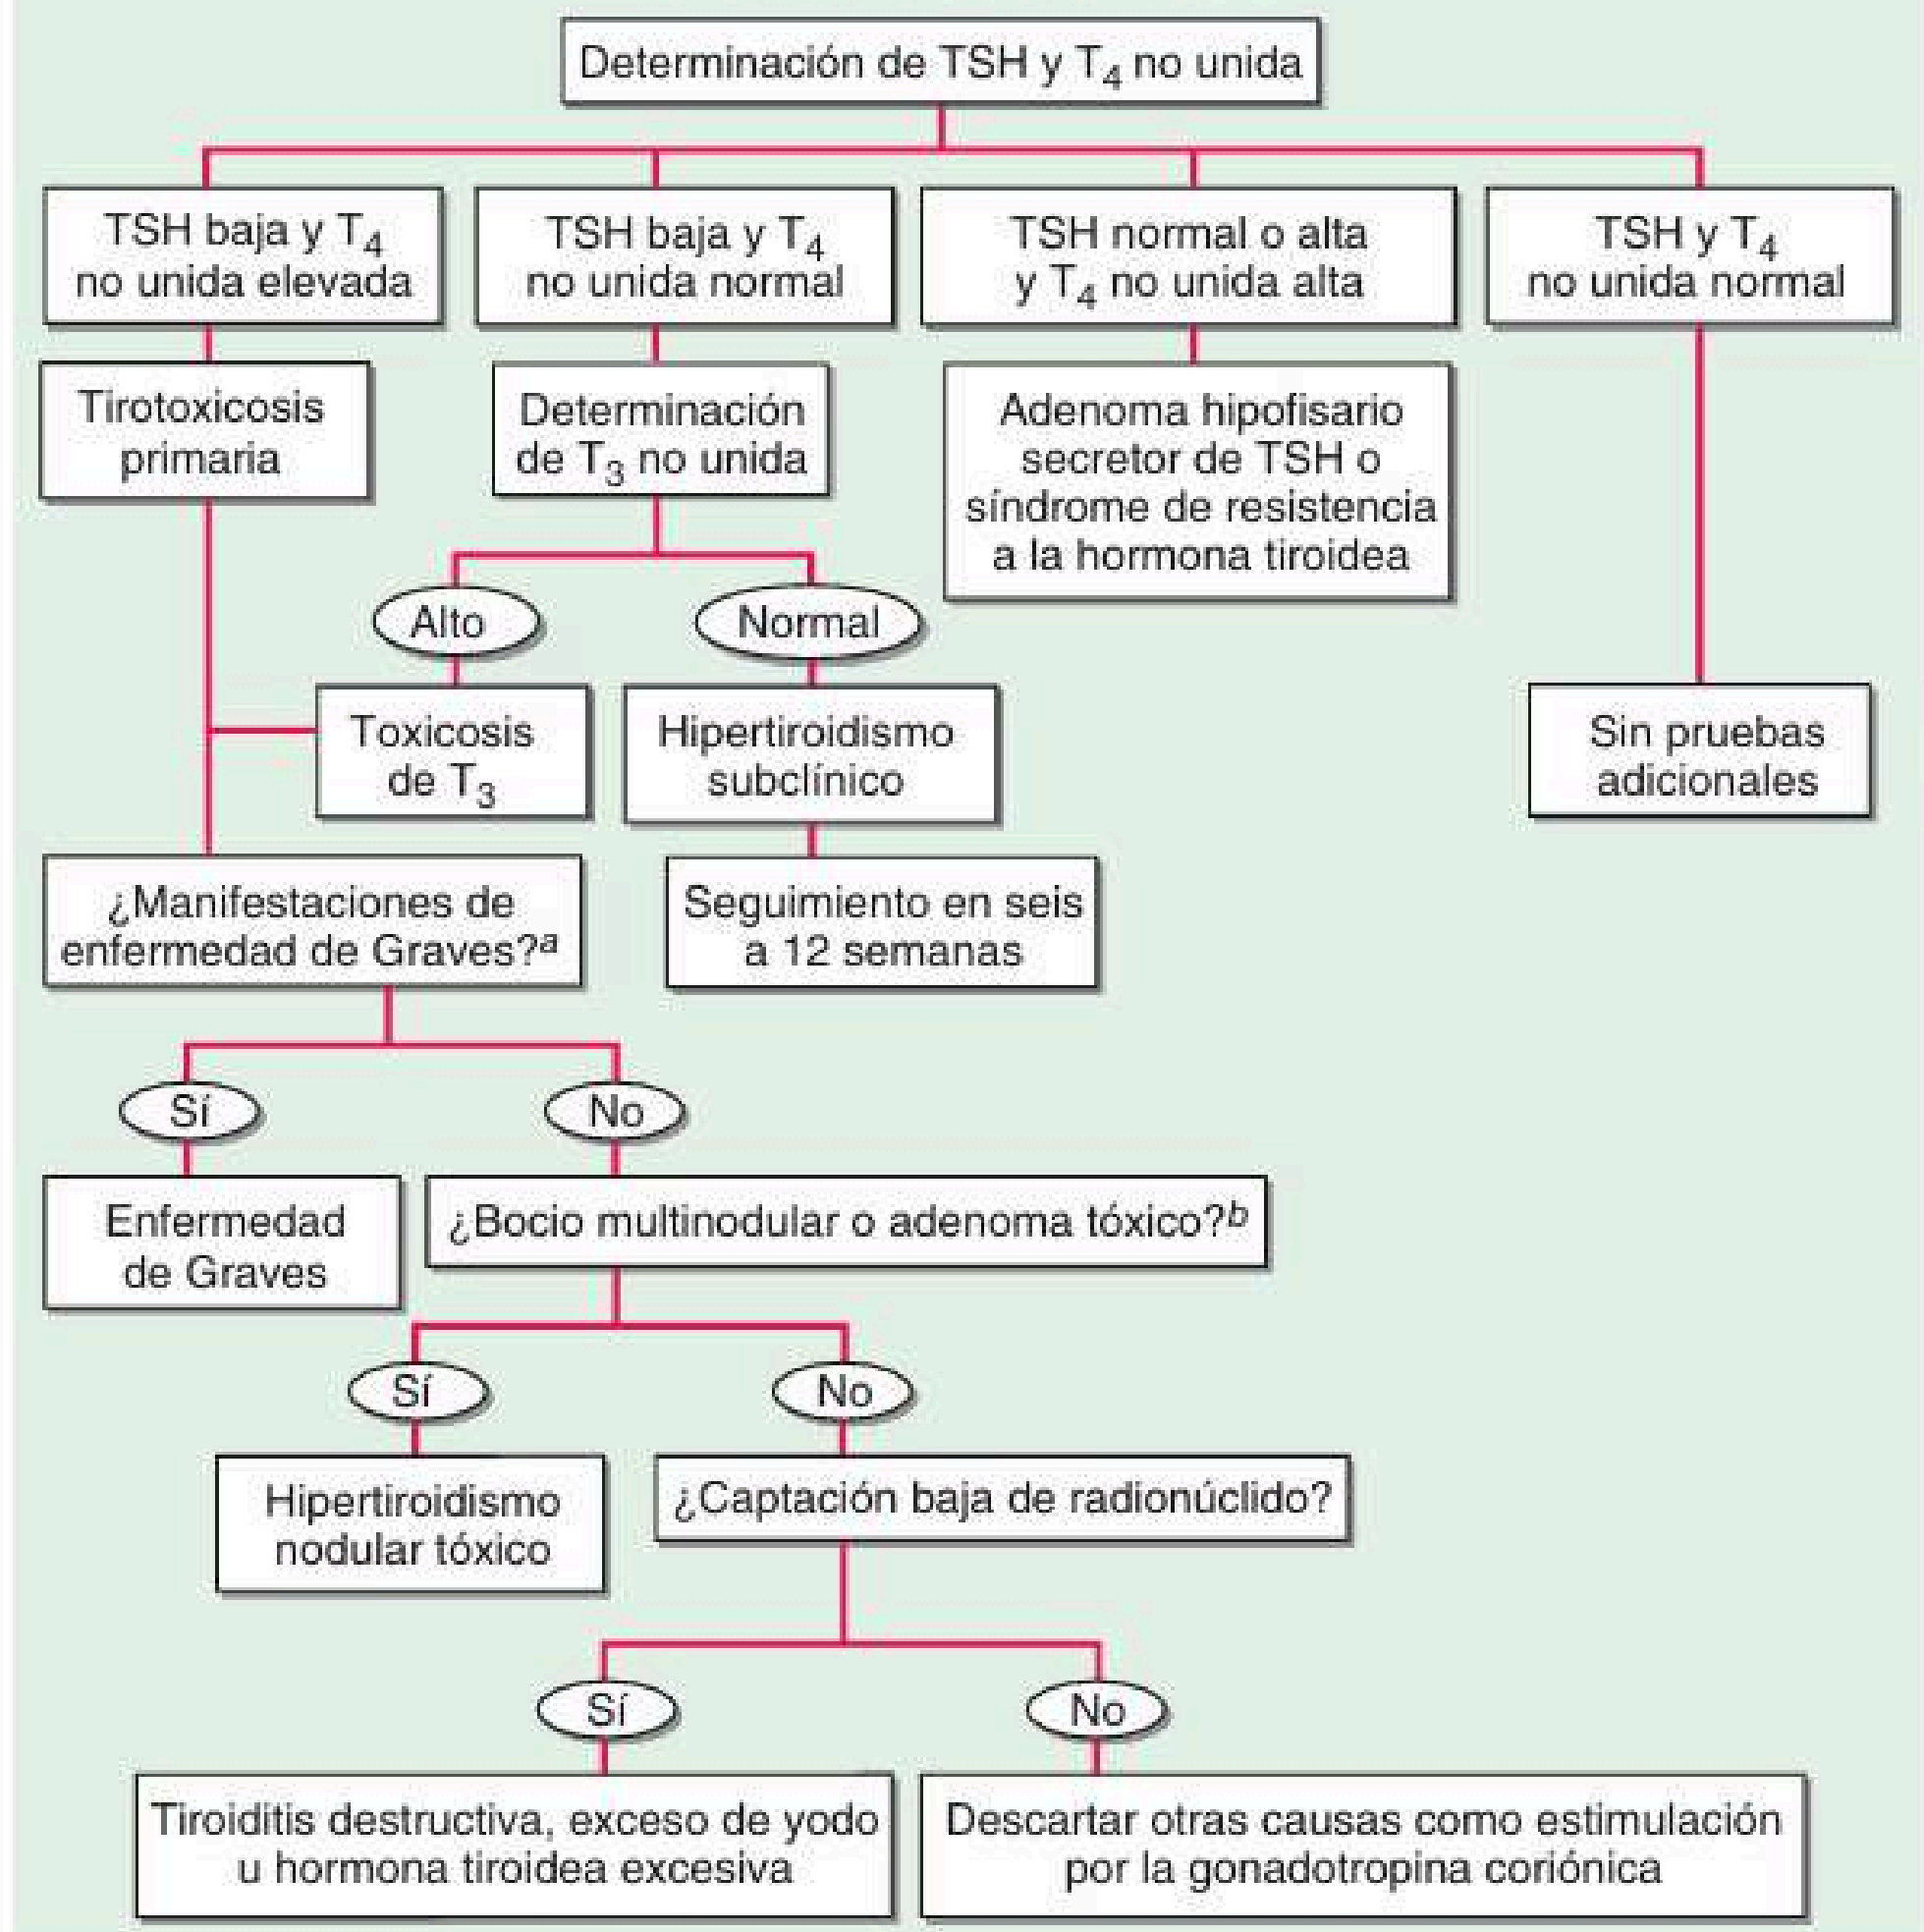 Determinación de TSH y T4 no unida
TSH baja y T4
no unida elevada
TSH baja y T4
no unida normal
TSH normal o alta
y T4 no unida alta
TSH y T4
no unida normal
Tirotoxicosis
primaria
Determinación
de T3 no unida
Adenoma hipofisario
secretor de TSH o
síndrome de resistencia
a la hormona tiroidea
Alto
Normal
Toxicosis
de T3
Hipertiroidismo
subclínico
Sin pruebas
adicionales
¿Manifestaciones de
enfermedad de Graves?a
Seguimiento en seis
a 12 semanas
Sí
No
Enfermedad
de Graves
¿Bocio multinodular o adenoma tóxico?b
Sí
No
Hipertiroidismo
nodular tóxico
¿Captación baja de radionúclido?
Sí
No
Tiroiditis destructiva, exceso de yodo
u hormona tiroidea excesiva
Descartar otras causas como estimulación
por la gonadotropina coriónica